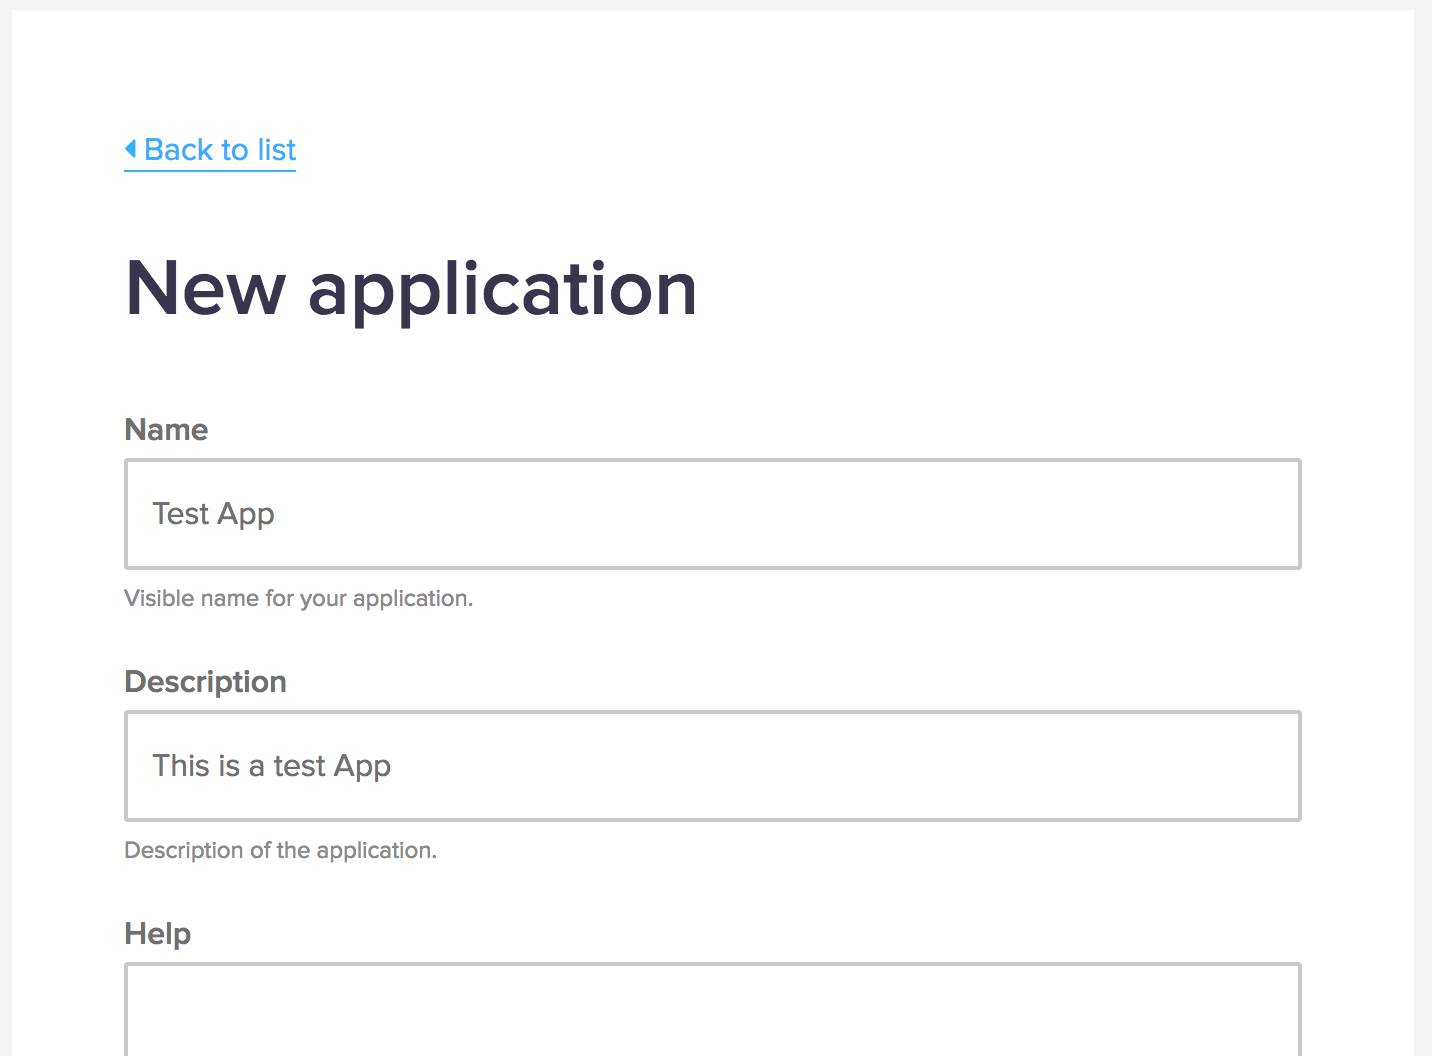 Back to list
New application
Name
Test App
Visible name for your application.
Description
This is a test App
Description of the application.
Help